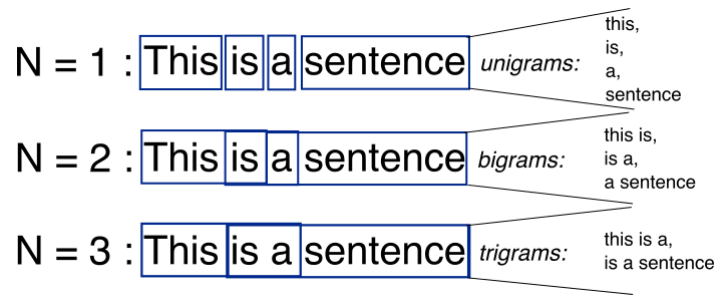 N = 1 : This is a sentence unigrams:
this,
is,
a,
sentence
N = 2 : This is a sentence bigrams:
this is,
is a,
a sentence
N = 3 : This is a sentence trigrams:
this is a,
is a sentence